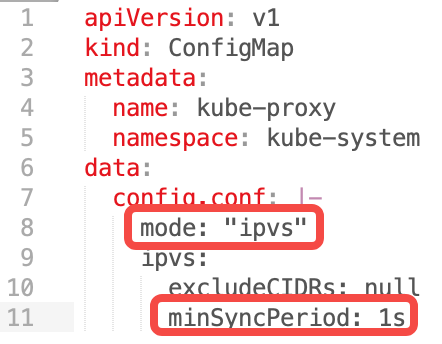 1 apiVersion: v1
2 kind: ConfigMap
3 metadata:
4   name: kube-proxy
5   namespace: kube-system
6 data:
7   config.conf: |-
8     mode: "ipvs"
9     ipvs:
10       excludeCIDRs: null
11       minSyncPeriod: 1s